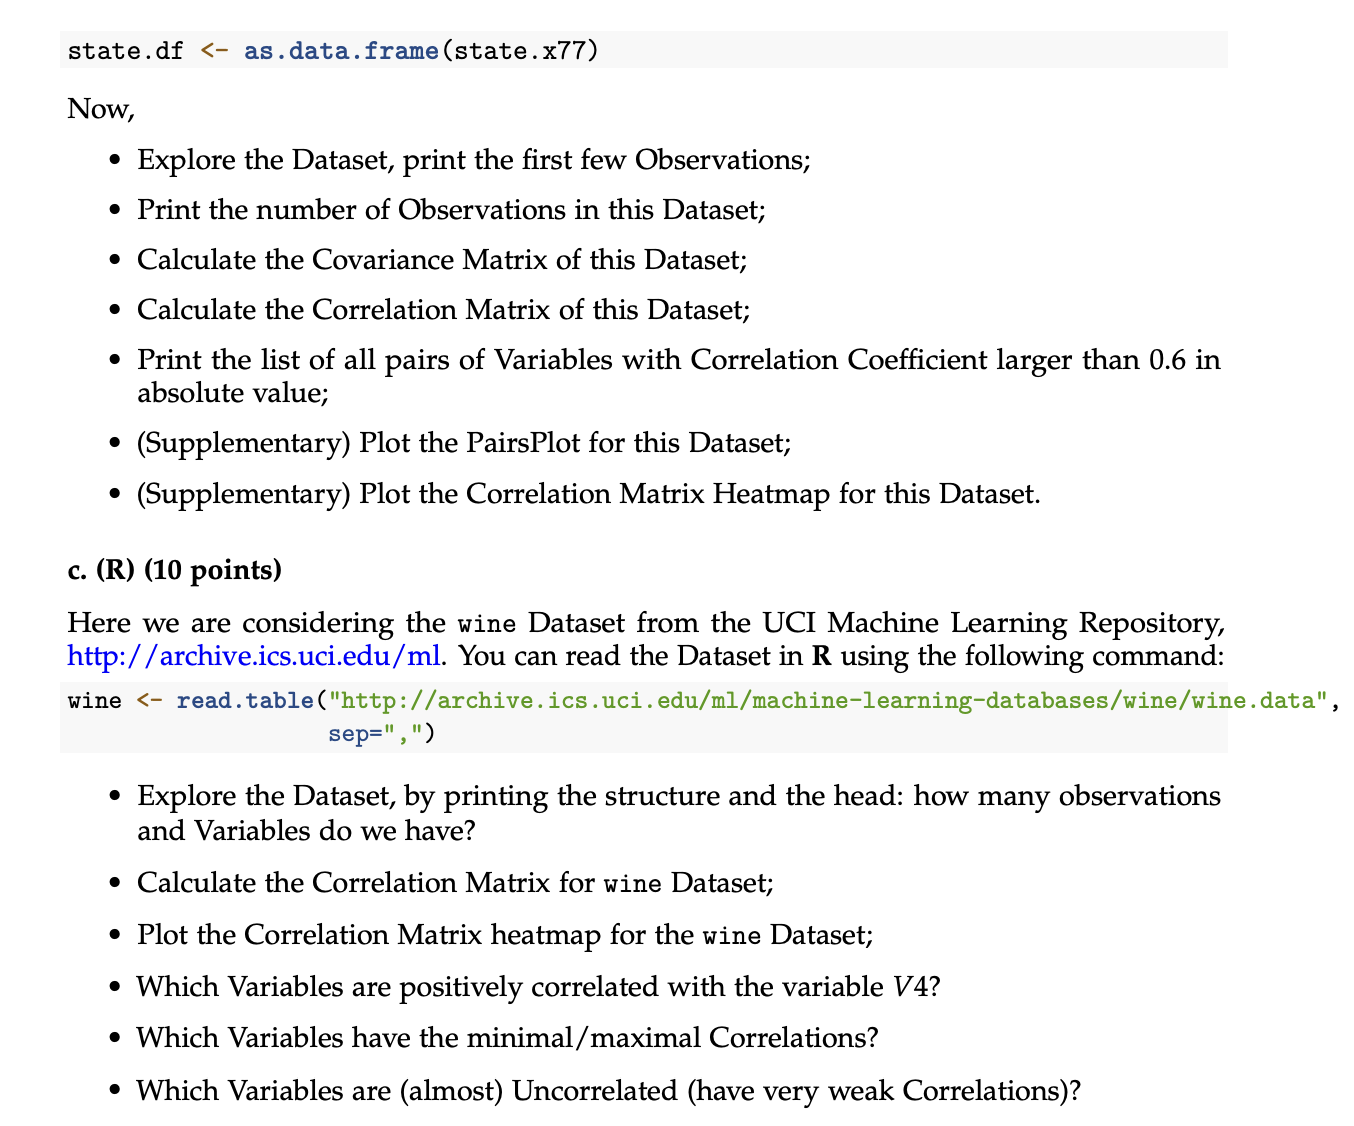 state.df <- as.data.frame(state.x77)
Now,
• Explore the Dataset, print the first few Observations;
• Print the number of Observations in this Dataset;
• Calculate the Covariance Matrix of this Dataset;
• Calculate the Correlation Matrix of this Dataset;
• Print the list of all pairs of Variables with Correlation Coefficient larger than 0.6 in
absolute value;
• (Supplementary) Plot the PairsPlot for this Dataset;
• (Supplementary) Plot the Correlation Matrix Heatmap for this Dataset.
c. (R) (10 points)
Here we are considering the wine Dataset from the UCI Machine Learning Repository,
http://archive.ics.uci.edu/ml. You can read the Dataset in R using the following command:
wine <- read.table("http://archive.ics.uci.edu/ml/machine-learning-databases/wine/wine.data",
sep=",")
• Explore the Dataset, by printing the structure and the head: how many observations
and Variables do we have?
• Calculate the Correlation Matrix for wine Dataset;
• Plot the Correlation Matrix heatmap for the wine Dataset;
• Which Variables are positively correlated with the variable V4?
• Which Variables have the minimal/maximal Correlations?
• Which Variables are (almost) Uncorrelated (have very weak Correlations)?